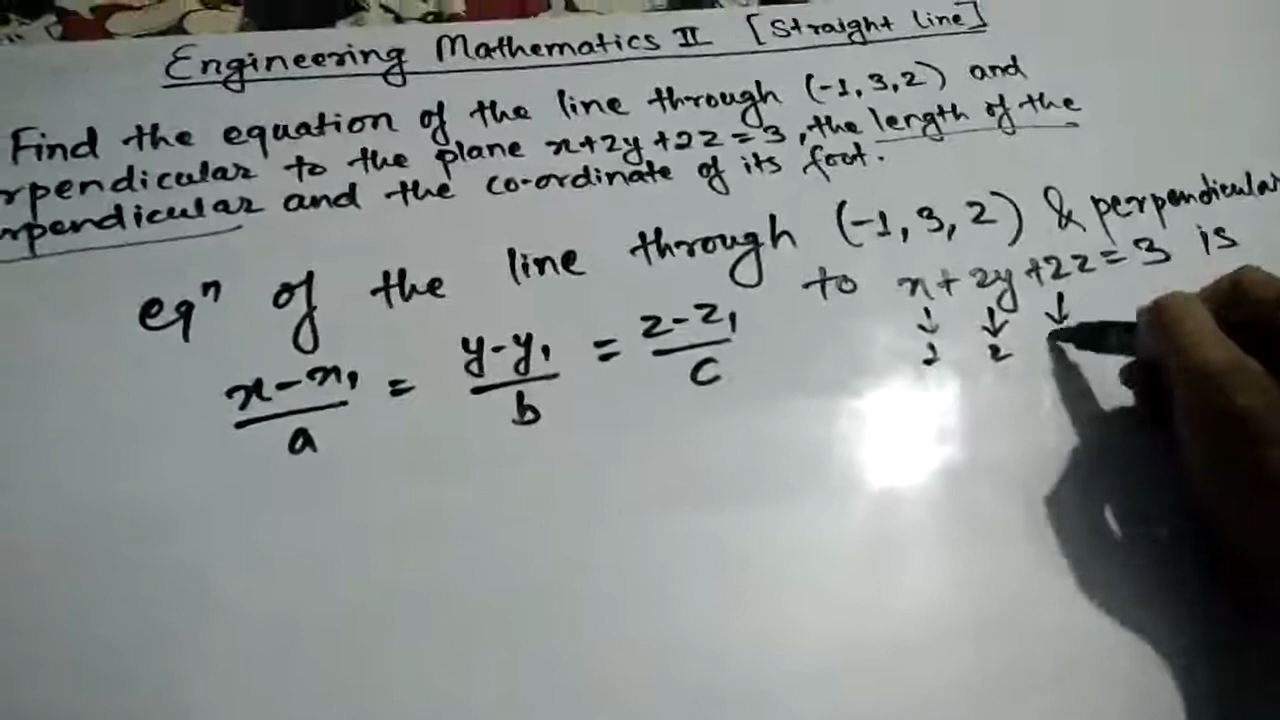 Engineering Mathematics II [Straight line]
Find the equation of the line through (-1, 3, 2) and
rpendicular to the plane x+2y+2z=3, the length of the
rpendicular and the co-ordinate of its foot.
eqⁿ of the line through (-1, 3, 2) & perpendicular
to x+2y+2z=3 is
↓ ↓ ↓
1 2
(x-x₁)/a = (y-y₁)/b = (z-z₁)/c